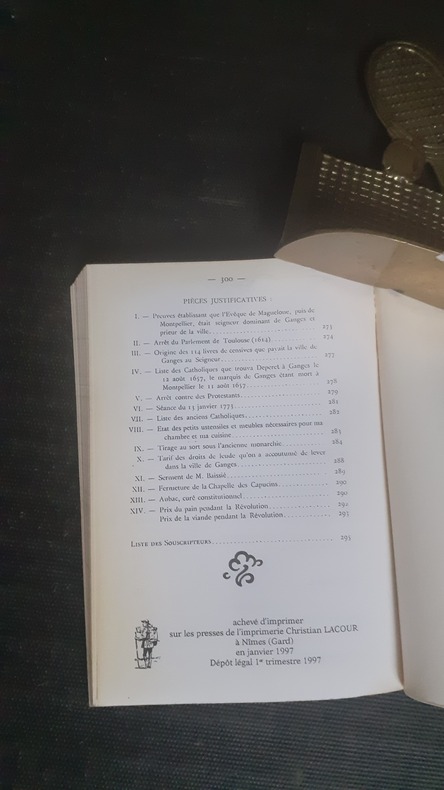 — 300 —
PIÈCES JUSTIFICATIVES :
I. — Preuves établissant que l'Evêque de Maguelone, puis de
Montpellier, était seigneur dominant de Ganges et
prieur de la ville 273
II. — Arrêt du Parlement de Toulouse (1624) 274
III. — Origine des 114 livres de censives que payait la ville de
Ganges au Seigneur 277
IV. — Liste des Catholiques que trouva Deperci à Ganges le
12 août 1657, le marquis de Ganges étant mort à
Montpellier le 11 août 1657 278
V. — Arrêt contre des Protestants 279
VI. — Séance du 13 janvier 1775 282
VII. — Liste des anciens Catholiques 282
VIII. — Etat des petits ustensiles et meubles nécessaires pour ma
chambre et ma cuisine 283
IX. — Tirage au sort sous l'ancienne monarchie 284
X. — Tarif des droits de leude qu'on a accoutumé de lever
dans la ville de Ganges 288
XI. — Serment de M. Baissié 289
XII. — Fermeture de la Chapelle des Capucins 290
XIII. — Aubac, curé constitutionnel 290
XIV. — Prix du pain pendant la Révolution 291
Prix de la viande pendant la Révolution 293
LISTE DES SOUSCRIPTEURS 295
achevé d'imprimer
sur les presses de l'imprimerie Christian LACOUR
à Nîmes (Gard)
en janvier 1997
Dépôt légal 1er trimestre 1997